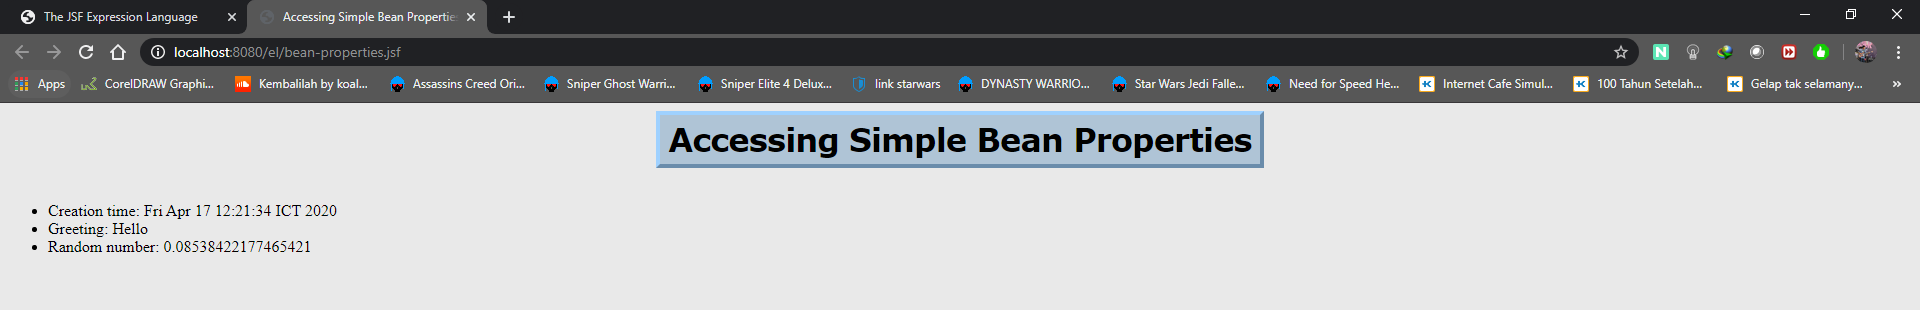 The JSF Expression Language
Accessing Simple Bean Propertie
localhost:8080/el/bean-properties.jsf
Apps CorelDRAW Graphi... Kembalilah by koal... Assassins Creed Ori... Sniper Ghost Warri... Sniper Elite 4 Delux... link starwars DYNASTY WARRIO... Star Wars Jedi Falle... Need for Speed He... Internet Cafe Simul... 100 Tahun Setelah... Gelap tak selamany... »
Accessing Simple Bean Properties
• Creation time: Fri Apr 17 12:21:34 ICT 2020
• Greeting: Hello
• Random number: 0.08538422177465421